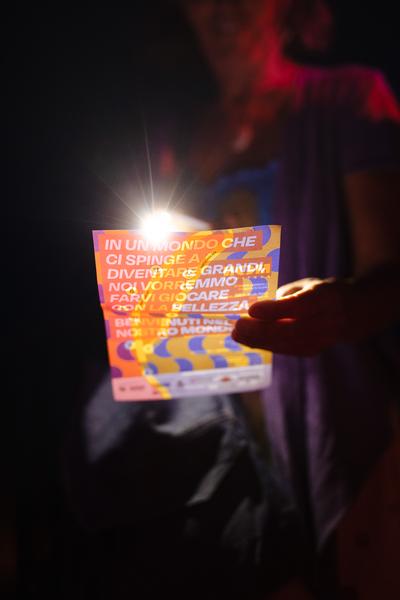 IN UN MONDO CHE
CI SPINGE A
DIVENTARE GRANDI,
NOI VORREMMO
FARVI GIOCARE
CON LA BELLEZZA
BENVENUTI NEL
NOSTRO MONDO